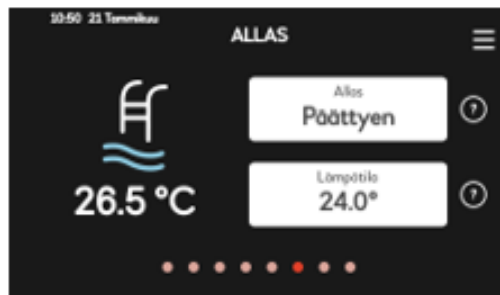 10:50 21 Tammikuu
ALLAS
Allas
Päättyen
?
26.5 °C
Lämpötila
24.0°
?